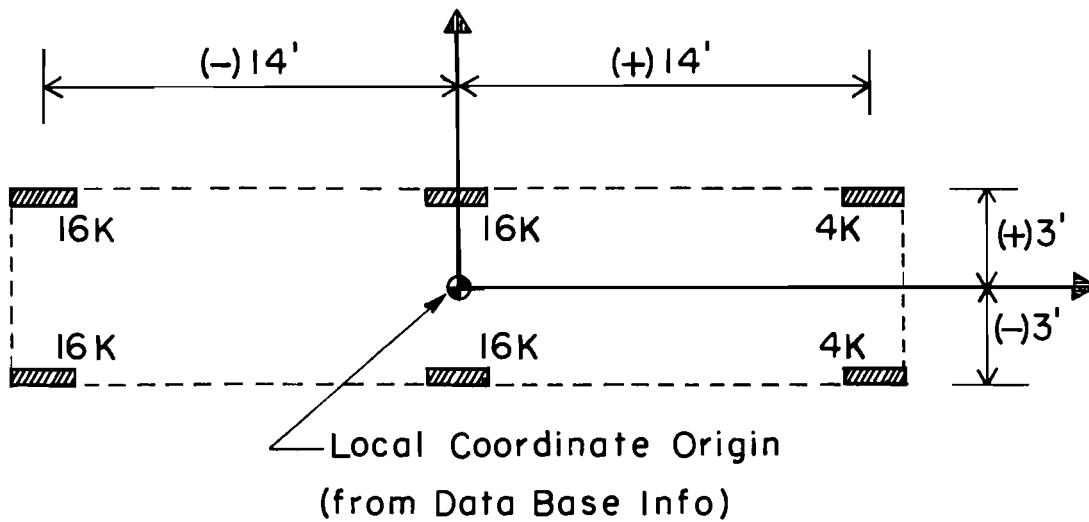 (-)14'
(+)14'
16K
16K
4K
(+)3'
(-)3'
16K
16K
4K
Local Coordinate Origin
(from Data Base Info)